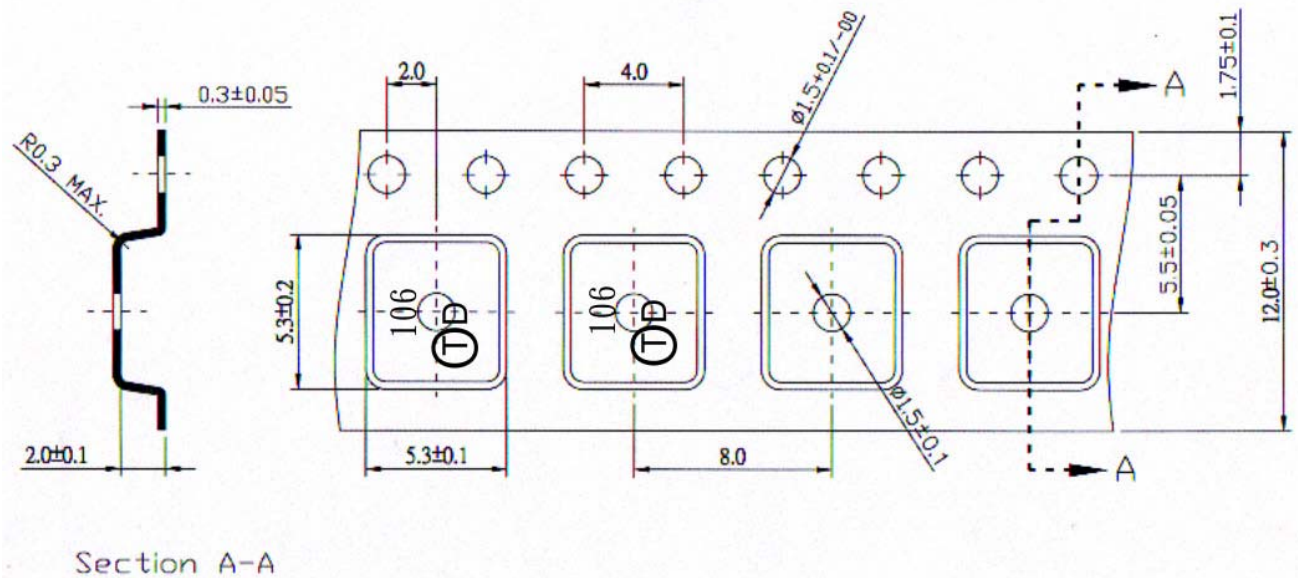 2.0
4.0
Ø1.5+0.1/-00
A
1.75±0.1
0.3±0.05
R0.3 MAX.
5.5±0.05
12.0±0.3
5.3±0.2
106
TD
106
TD
Ø1.5±0.1
2.0±0.1
5.3±0.1
8.0
A
Section A-A